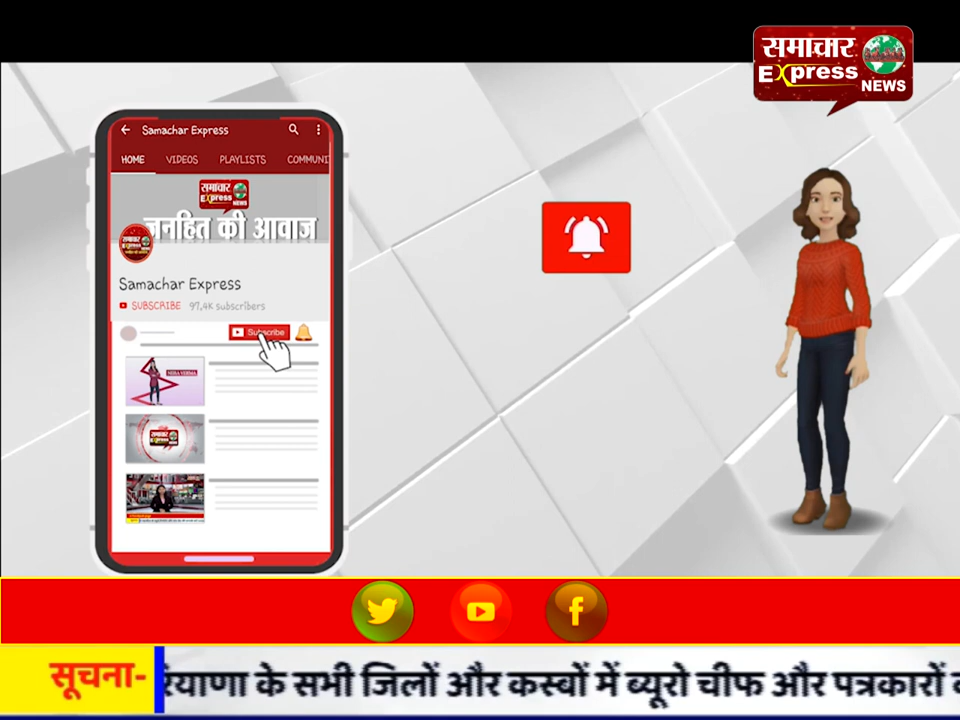 समाचार
Express
NEWS
Samachar Express
HOME VIDEOS PLAYLISTS COMMUNI
समाचार
Express
NEWS
जनहित की आवाज
Samachar Express
SUBSCRIBE 97.4K subscribers
Subscribe
सूचना- रियाणा के सभी जिलों और कस्बों में ब्यूरो चीफ और पत्रकारों